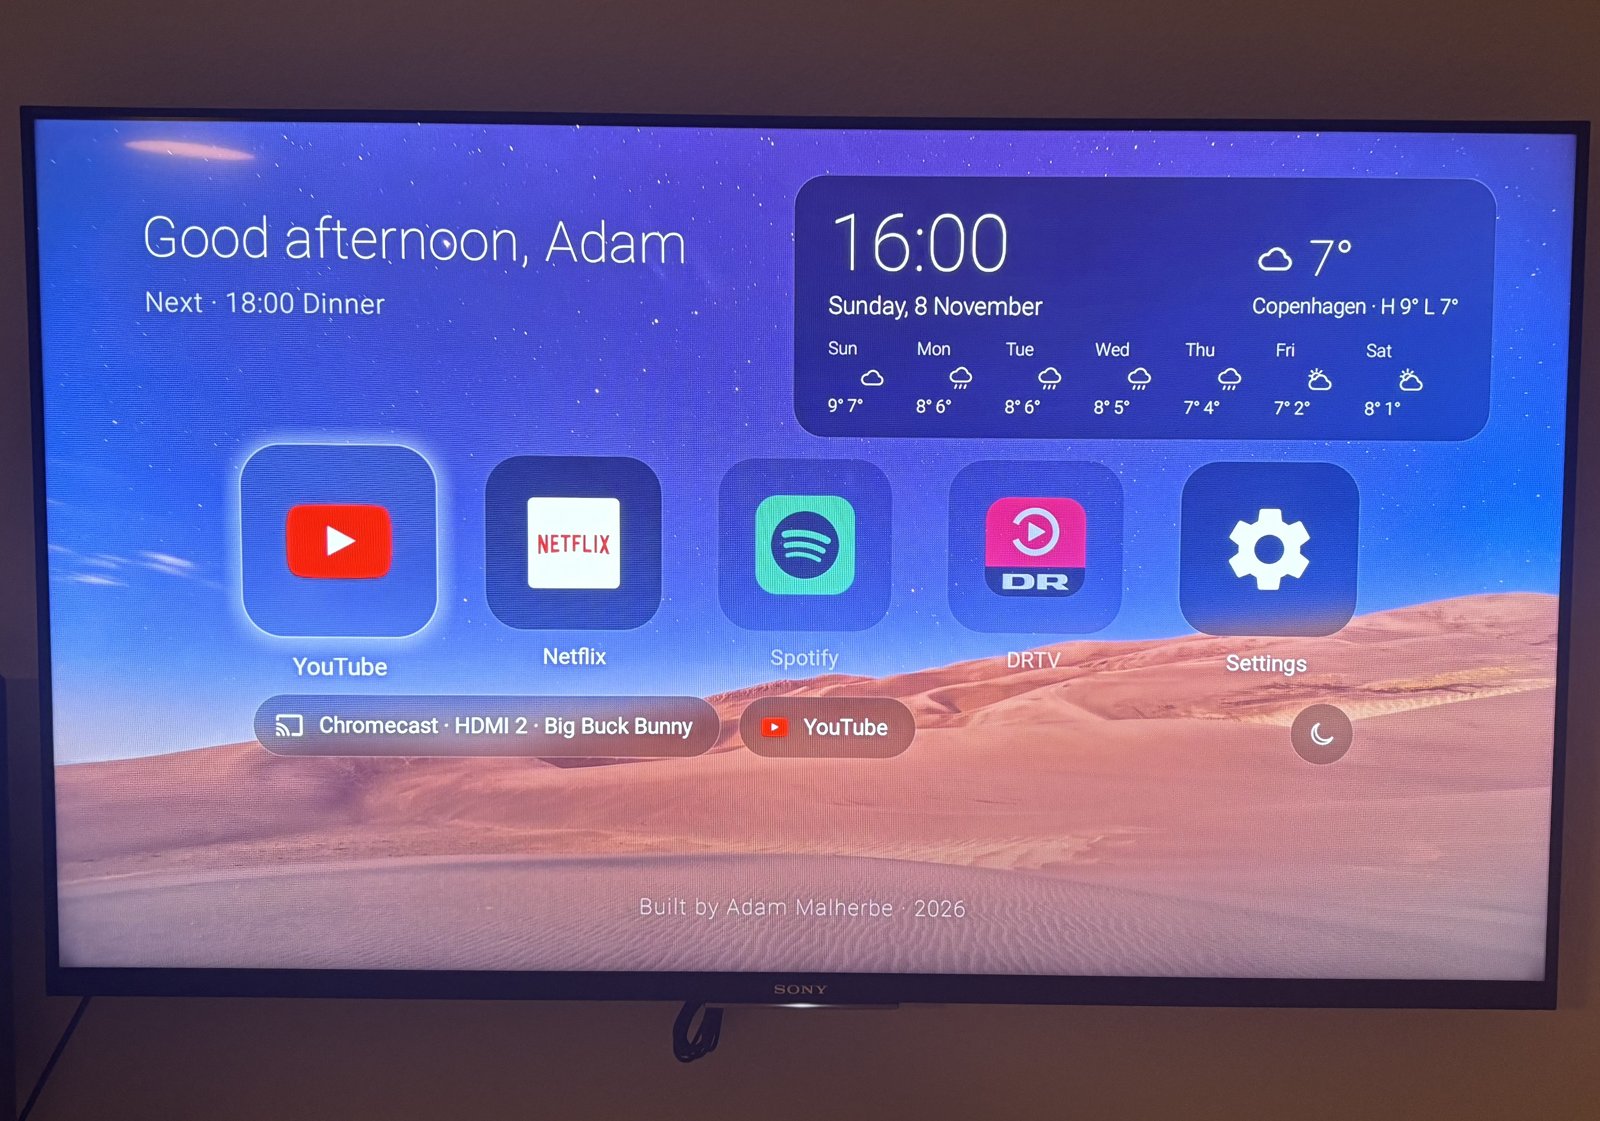 Good afternoon, Adam
Next · 18:00 Dinner
16:00
7°
Sunday, 8 November
Copenhagen · H 9° L 7°
Sun Mon Tue Wed Thu Fri Sat
9° 7° 8° 6° 8° 6° 8° 5° 7° 4° 7° 2° 8° 1°
NETFLIX
DR
YouTube Netflix Spotify DRTV Settings
Chromecast · HDMI 2 · Big Buck Bunny YouTube
Built by Adam Malherbe · 2026
SONY